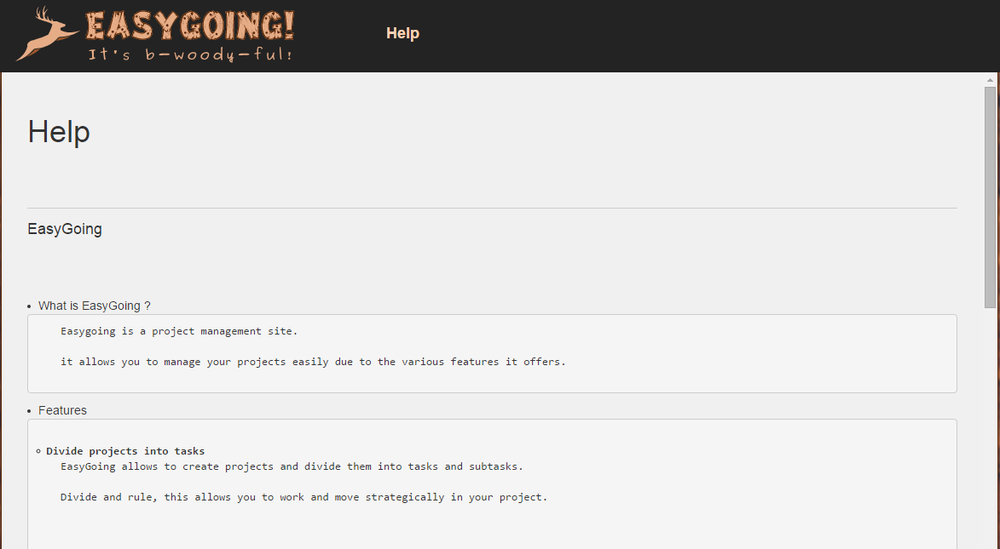 EASYGOING!
It's b-woody-ful!
Help
Help
EasyGoing
What is EasyGoing ?
Easygoing is a project management site.
it allows you to manage your projects easily due to the various features it offers.
Features
Divide projects into tasks
EasyGoing allows to create projects and divide them into tasks and subtasks.
Divide and rule, this allows you to work and move strategically in your project.